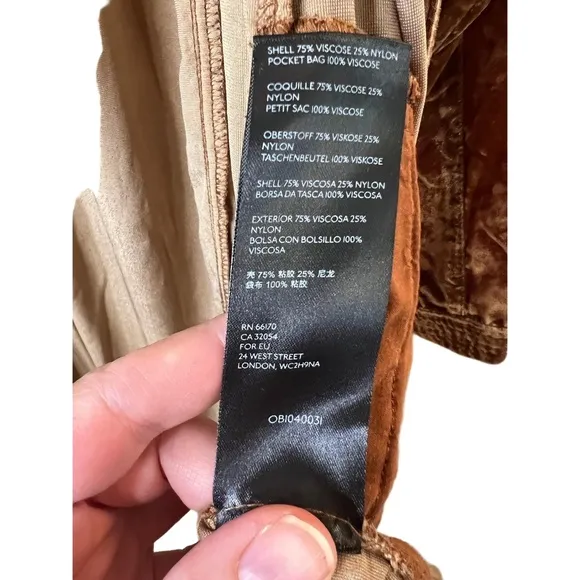 SHELL 75% VISCOSE 25% NYLON
POCKET BAG 100% VISCOSE
COQUILLE 75% VISCOSE 25%
NYLON
PETIT SAC 100% VISCOSE
OBERSTOFF 75% VISKOSE 25%
NYLON
TASCHENBEUTEL 100% VISKOSE
SHELL 75% VISCOSA 25% NYLON
BORSA DA TASCA 100% VISCOSA
EXTERIOR 75% VISCOSA 25%
NYLON
BOLSA CON BOLSILLO 100%
VISCOSA
壳 75% 粘胶 25% 尼龙
袋布 100% 粘胶
RN 66170
CA 32054
FOR EU
24 WEST STREET
LONDON, WC2H9NA
OB1040031